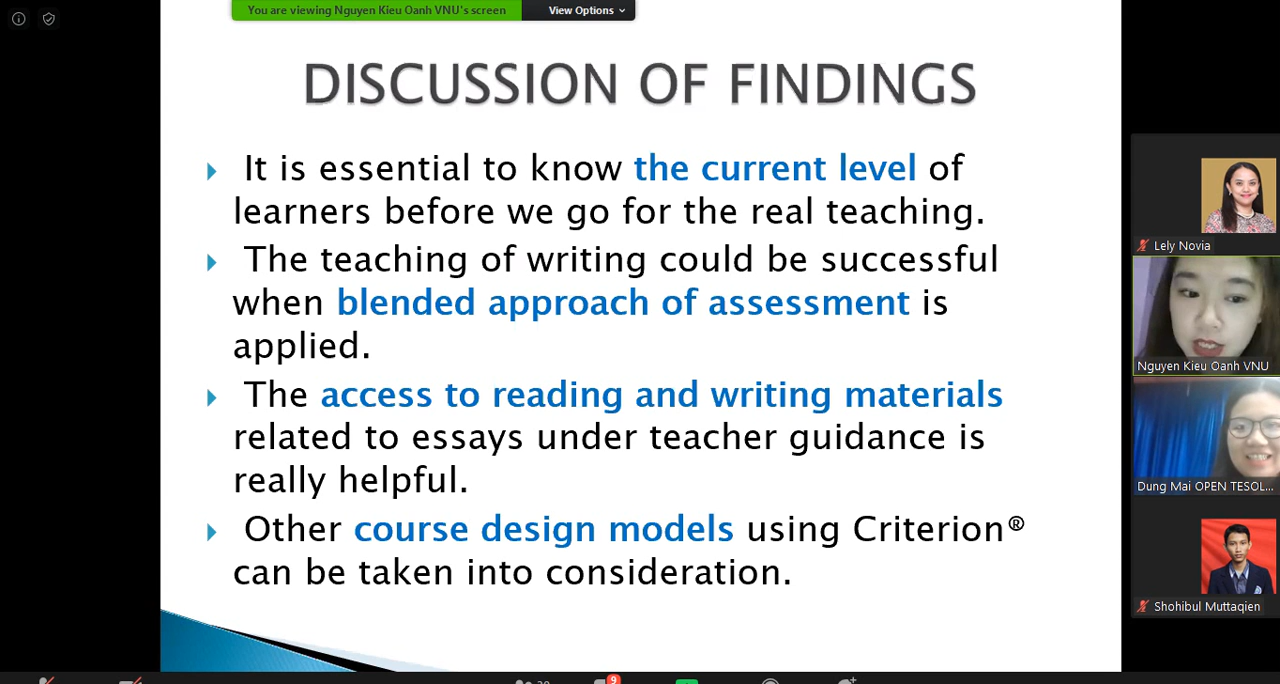 You are viewing Nguyen Kieu Oanh VNU's screen
View Options
DISCUSSION OF FINDINGS
It is essential to know the current level of
learners before we go for the real teaching.
The teaching of writing could be successful
when blended approach of assessment is
applied.
The access to reading and writing materials
related to essays under teacher guidance is
really helpful.
Other course design models using Criterion®
can be taken into consideration.
Lely Novia
Nguyen Kieu Oanh VNU
Dung Mai OPEN TESOL...
Shohibul Muttaqien
9